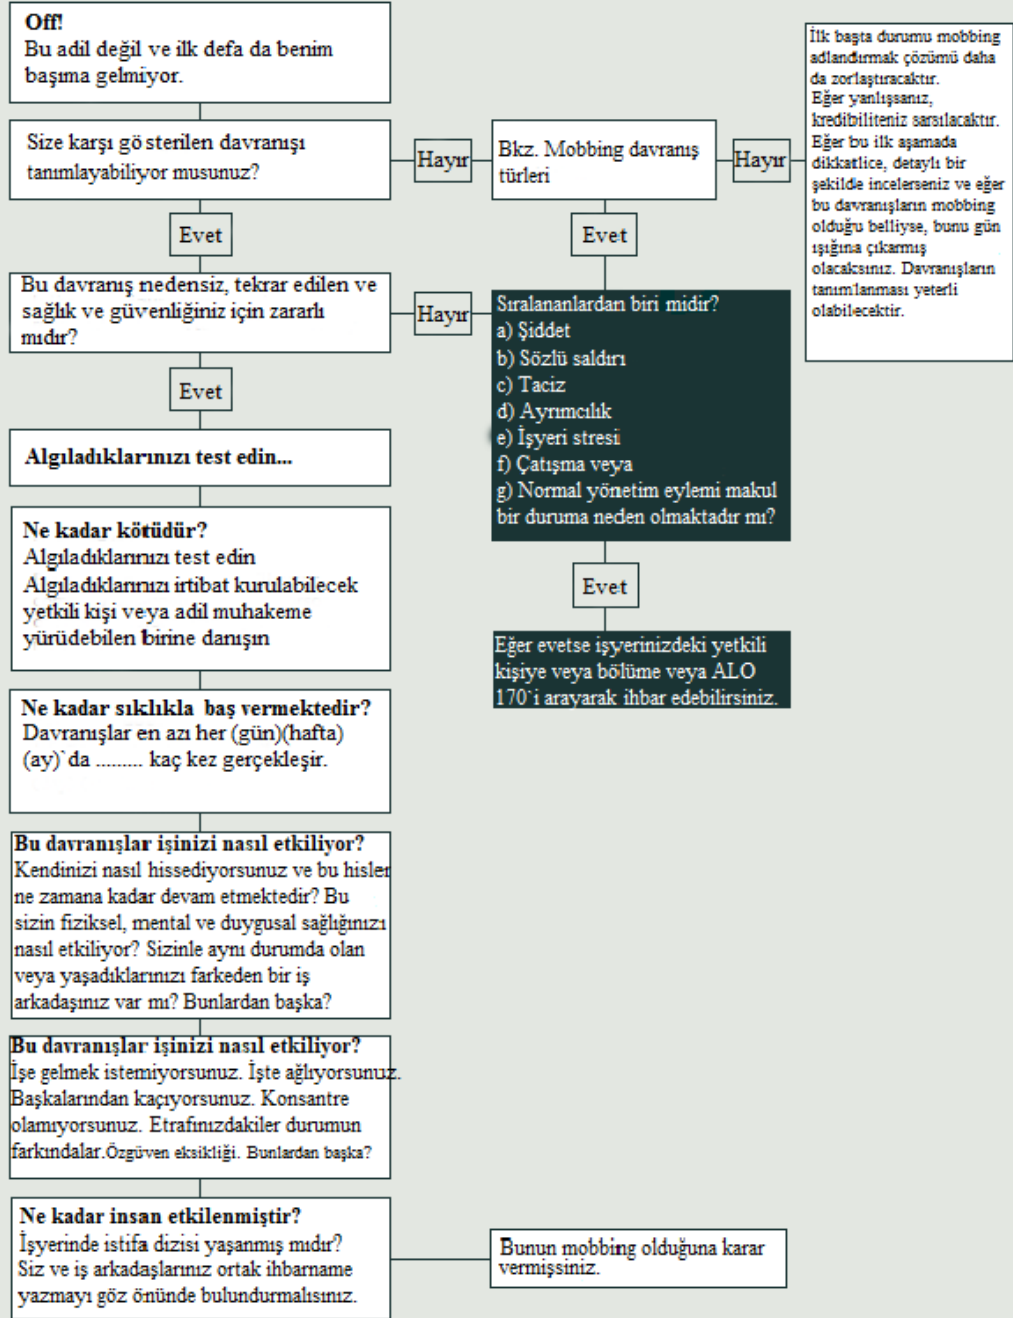 Off!
Bu adil değil ve ilk defa da benim
başıma gelmiyor.
Size karşı gösterilen davranışı
tanımlayabiliyor musunuz?
Hayır
Bkz. Mobbing davranış
türleri
Hayır
İlk başta durumu mobbing
adlandırmak çözümü daha
da zorlaştıracaktır.
Eğer yanlışsanız,
kredibiliteniz sarsılacaktır.
Eğer bu ilk aşamada
dikkatlice, detaylı bir
şekilde incelerseniz ve eğer
bu davranışların mobbing
olduğu belliyse, bunu gün
ışığına çıkarmış
olacaksınız. Davranışların
tanımlanması yeterli
olabilecektir.
Evet
Evet
Bu davranış nedensiz, tekrar edilen ve
sağlık ve güvenliğiniz için zararlı
mıdır?
Hayır
Sıralananlardan biri midir?
a) Şiddet
b) Sözlü saldırı
c) Taciz
d) Ayrımcılık
e) İşyeri stresi
f) Çatışma veya
g) Normal yönetim eylemi makul
bir duruma neden olmaktadır mı?
Evet
Algıladıklarınızı test edin...
Ne kadar kötüdür?
Algıladıklarınızı test edin
Algıladıklarınızı irtibat kurulabilecek
yetkili kişi veya adil muhakeme
yürüdebilen birine danışın
Evet
Eğer evetse işyerinizdeki yetkili
kişiye veya bölüme veya ALO
170`i arayarak ihbar edebilirsiniz.
Ne kadar sıklıkla baş vermektedir?
Davranışlar en azı her (gün)(hafta)
(ay)`da ......... kaç kez gerçekleşir.
Bu davranışlar işinizi nasıl etkiliyor?
Kendinizi nasıl hissediyorsunuz ve bu hisler
ne zamana kadar devam etmektedir? Bu
sizin fiziksel, mental ve duygusal sağlığınızı
nasıl etkiliyor? Sizinle aynı durumda olan
veya yaşadıklarınızı farkeden bir iş
arkadaşınız var mı? Bunlardan başka?
Bu davranışlar işinizi nasıl etkiliyor?
İşe gelmek istemiyorsunuz. İşte ağlıyorsunuz.
Başkalarından kaçıyorsunuz. Konsantre
olamıyorsunuz. Etrafınızdakiler durumun
farkındalar.Özgüven eksikliği. Bunlardan başka?
Ne kadar insan etkilenmiştir?
İşyerinde istifa dizisi yaşanmış mıdır?
Siz ve iş arkadaşlarınız ortak ihbarname
yazmayı göz önünde bulundurmalısınız.
Bunun mobbing olduğuna karar
vermişsiniz.